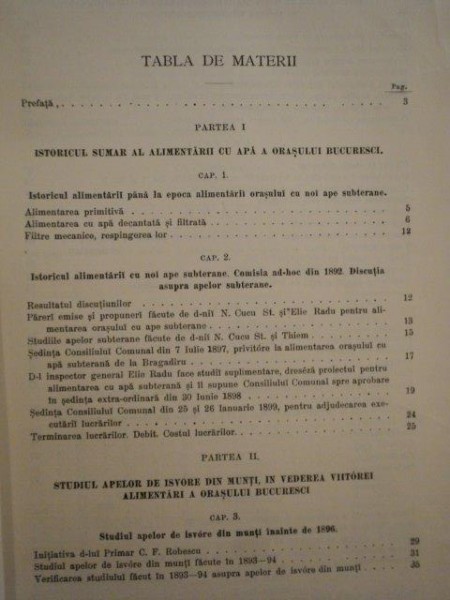 TABLA DE MATERII
Pag.
Prefață . . . . . . . . . . . . . . . . . . . . 3
PARTEA I
ISTORICUL SUMAR AL ALIMENTĂRII CU APĂ A ORAȘULUI BUCURESCI.
CAP. 1.
Istoricul alimentării până la epoca alimentării orașului cu noi ape subterane.
Alimentarea primitivă . . . . . . . . . . . . . . . 5
Alimentarea cu apă decantată și filtrată . . . . . . . . . . 6
Filtre mecanice, respingerea lor . . . . . . . . . . . . 12
CAP. 2.
Istoricul alimentării cu noi ape subterane. Comisia ad-hoc din 1892. Discuția
asupra apelor subterane.
Resultatul discuțiunilor . . . . . . . . . . . . . . 12
Păreri emise și propuneri făcute de d-nii N. Cucu St. și Elie Radu pentru ali-
mentarea orașului cu ape subterane . . . . . . . . . . 13
Studiile apelor subterane făcute de d-nii N. Cucu St. și Thiem . . . . 15
Ședința Consiliului Comunal din 7 Iulie 1897, privitóre la alimentarea orașului cu
apă subterană de la Bragadiru . . . . . . . . . . . . 17
D-l inspector general Elie Radu face studii suplimentare, dreséșă proiectul pentru
alimentarea cu apă subterană și îl supune Consiliului Comunal spre aprobare
în ședința extra-ordinară din 30 Iunie 1898 . . . . . . . . 19
Ședința Consiliului Comunal din 25 și 26 Ianuarie 1899, pentru adjudecarea exe-
cutării lucrărilor . . . . . . . . . . . . . . . . 24
Terminarea lucrărilor. Debit. Costul lucrărilor. . . . . . . . . 25
PARTEA II.
STUDIUL APELOR DE ISVORE DIN MUNȚI, IN VEDEREA VIITÓREI
ALIMENTĂRI A ORAȘULUI BUCURESCI
CAP. 3.
Studiul apelor de isvóre din munți înainte de 1896.
Inițiativa d-lui Primar C. F. Robescu . . . . . . . . . . 29
Studiul apelor de isvóre din munți făcute în 1893—94 . . . . . . 31
Verificarea studiului făcut în 1893—94 asupra apelor de isvóre din munți . . . 35